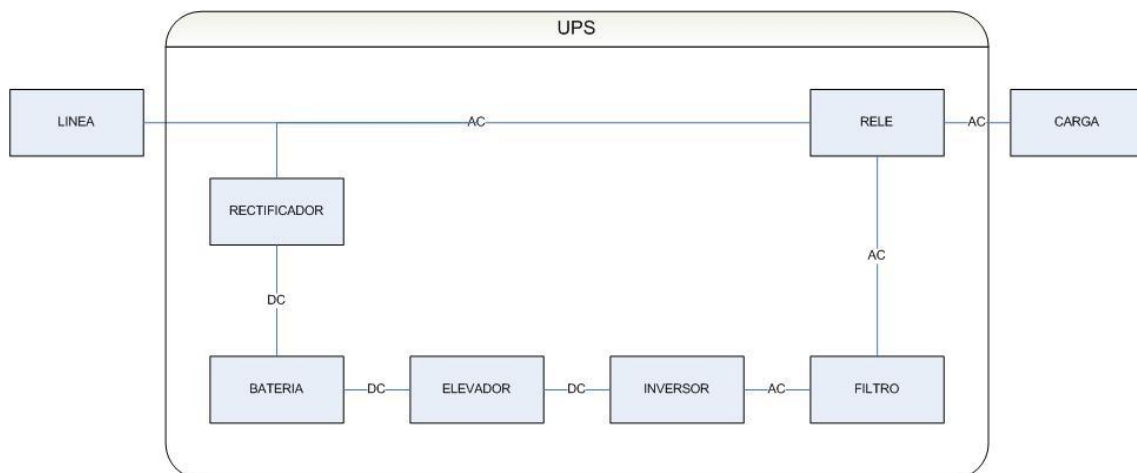 UPS
LINEA
AC
RELE
AC
CARGA
RECTIFICADOR
AC
DC
BATERIA
DC
ELEVADOR
DC
INVERSOR
AC
FILTRO